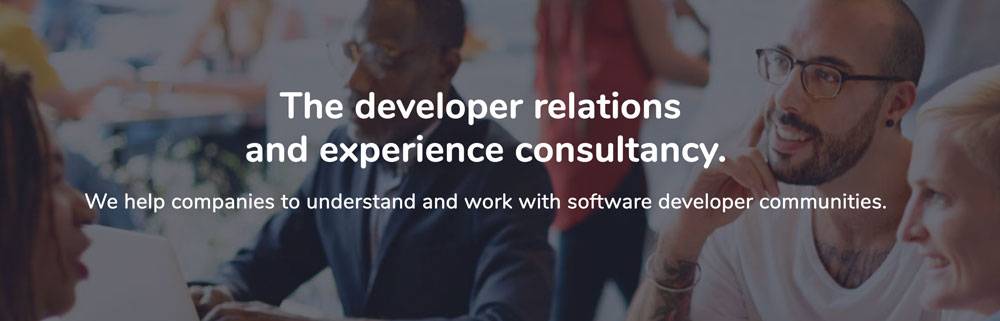 The developer relations
and experience consultancy.
We help companies to understand and work with software developer communities.